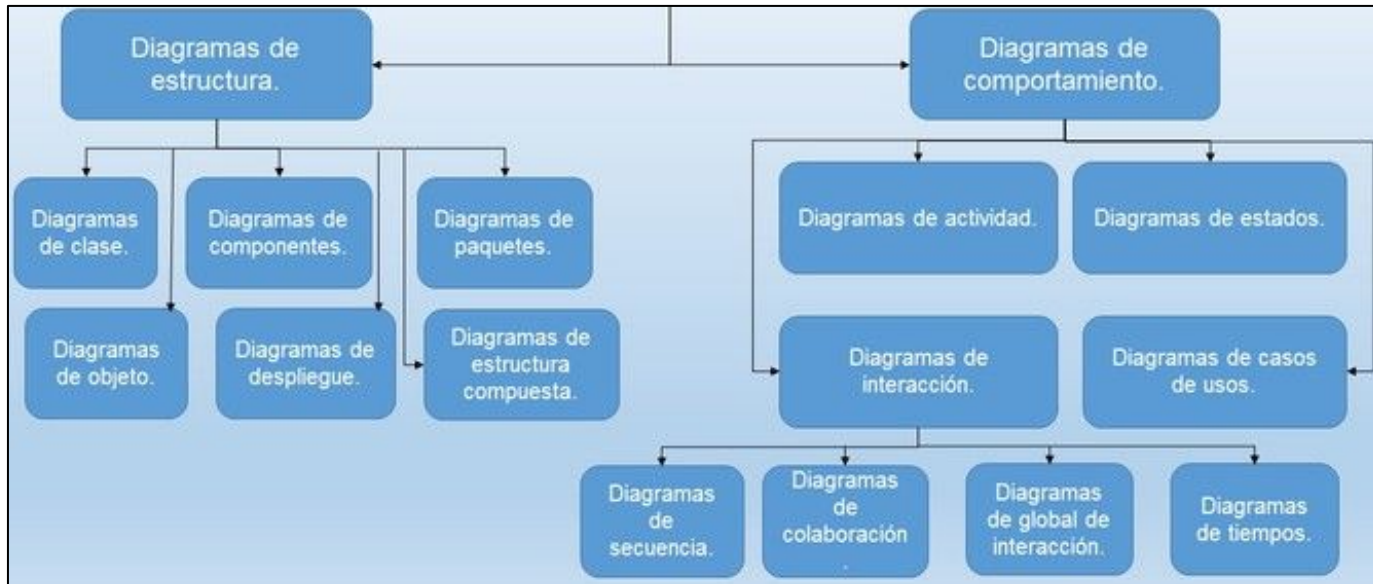 Diagramas de
estructura.
Diagramas de
comportamiento.
Diagramas
de clase.
Diagramas de
componentes.
Diagramas de
paquetes.
Diagramas de actividad.
Diagramas de estados.
Diagramas
de objeto.
Diagramas de
despliegue.
Diagramas de
estructura
compuesta.
Diagramas de
interacción.
Diagramas de casos
de usos.
Diagramas
de
secuencia.
Diagramas
de
colaboración
.
Diagramas
de global de
interacción.
Diagramas
de tiempos.